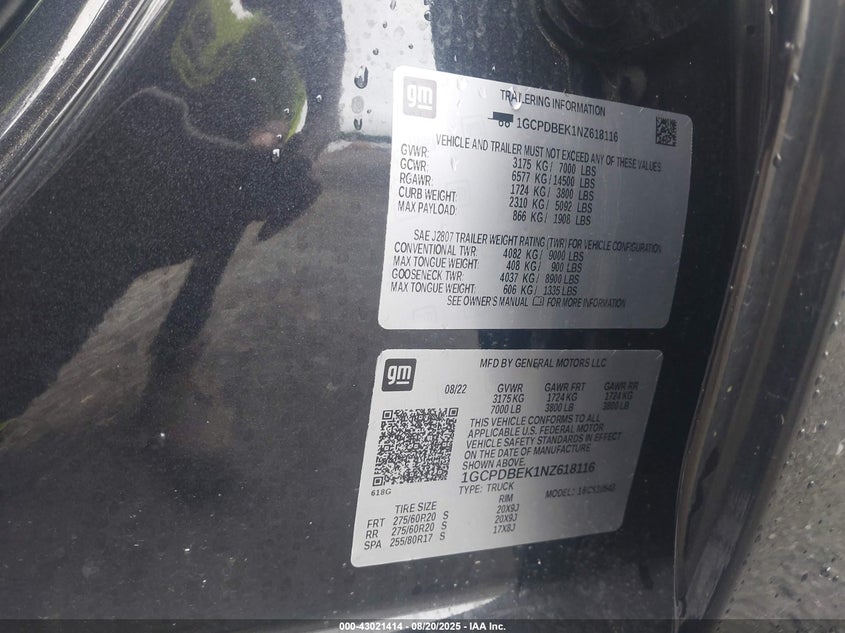 gm
TRAILERING INFORMATION
1GCPDBEK1NZ618116
VEHICLE AND TRAILER MUST NOT EXCEED ANY OF THESE VALUES
GVWR: 3175 KG / 7000 LBS
GCWR: 6577 KG / 14500 LBS
RGAWR: 1724 KG / 3800 LBS
CURB WEIGHT: 2310 KG / 5092 LBS
MAX PAYLOAD: 866 KG / 1908 LBS
SAE J2807 TRAILER WEIGHT RATING (TWR) FOR VEHICLE CONFIGURATION
CONVENTIONAL TWR: 4082 KG / 9000 LBS
MAX TONGUE WEIGHT: 408 KG / 900 LBS
GOOSENECK TWR: 4037 KG / 8900 LBS
MAX TONGUE WEIGHT: 606 KG / 1335 LBS
SEE OWNER'S MANUAL FOR MORE INFORMATION
gm
MFD BY GENERAL MOTORS LLC
08/22 GVWR GAWR FRT GAWR RR
3175 KG 1724 KG 1724 KG
7000 LB 3800 LB 3800 LB
THIS VEHICLE CONFORMS TO ALL
APPLICABLE U.S. FEDERAL MOTOR
VEHICLE SAFETY STANDARDS IN EFFECT
ON THE DATE OF MANUFACTURE
SHOWN ABOVE.
1GCPDBEK1NZ618116
618G
TYPE: TRUCK MODEL:
TIRE SIZE RIM
FRT 275/60R20 S 20X9J
RR 275/60R20 S 20X9J
SPA 255/80R17 S 17X8J
000-43021414 - 08/20/2025 - IAA Inc.